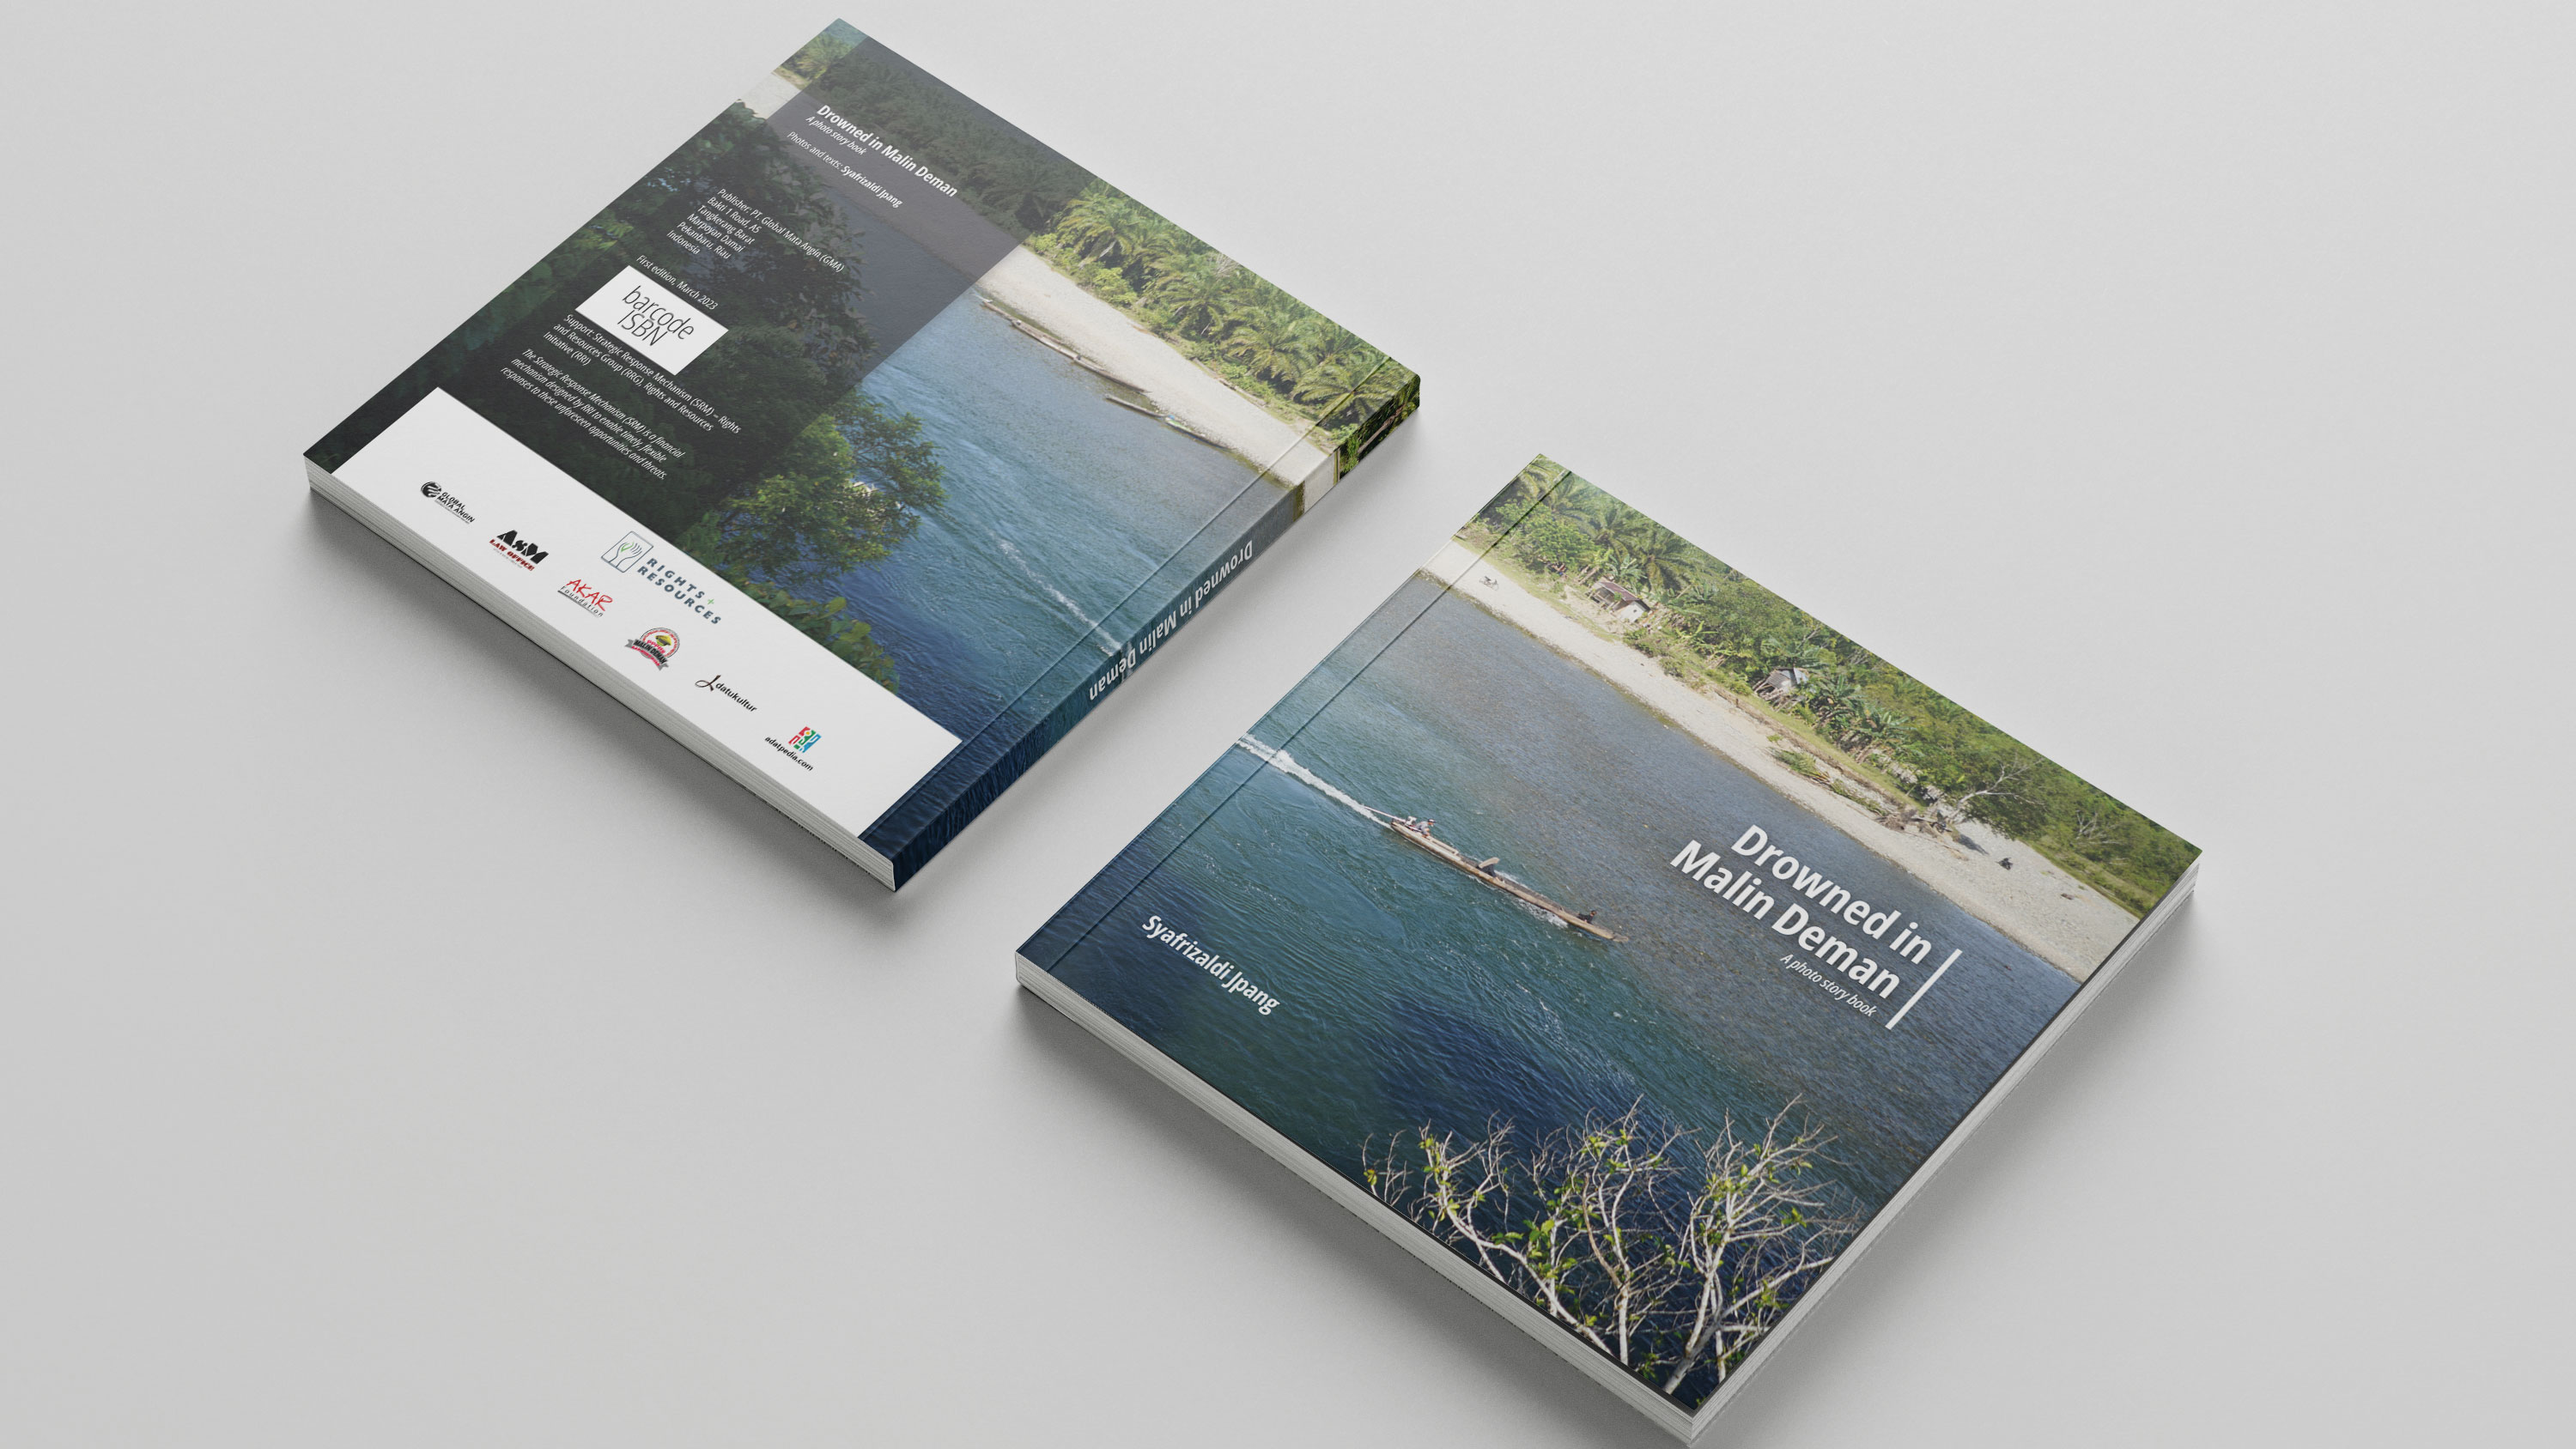 Drowned in Malin Deman
A photo story book
Photos and texts: Syafrizaldi Jpang
Publisher: PT. Global Mata Angin (GMA)
Bakti 1 Road, A5
Tangkerang Barat
Marpoyan Damai
Pekanbaru, Riau
Indonesia
First edition, March 2023
barcode
ISBN
Support: Strategic Response Mechanism (SRM) – Rights
and Resources Group (RRG), Rights and Resources
Initiative (RRI)
The Strategic Response Mechanism (SRM) is a financial
mechanism designed by RRI to enable timely, flexible
responses to these unforeseen opportunities and threats.
GLOBAL
MATA ANGIN
ASM
LAW OFFICE
RIGHTS+
RESOURCES
AKAR
Foundation
MALIN DEMAN
datukultur
adatpedia.com
Drowned in Malin Deman
Drowned in
Malin Deman
A photo story book
Syafrizaldi Jpang